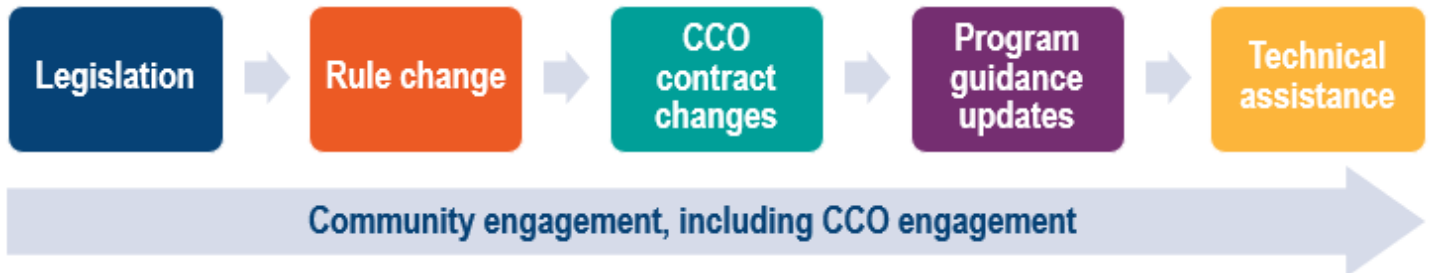 Legislation
Rule change
CCO
contract
changes
Program
guidance
updates
Technical
assistance
Community engagement, including CCO engagement